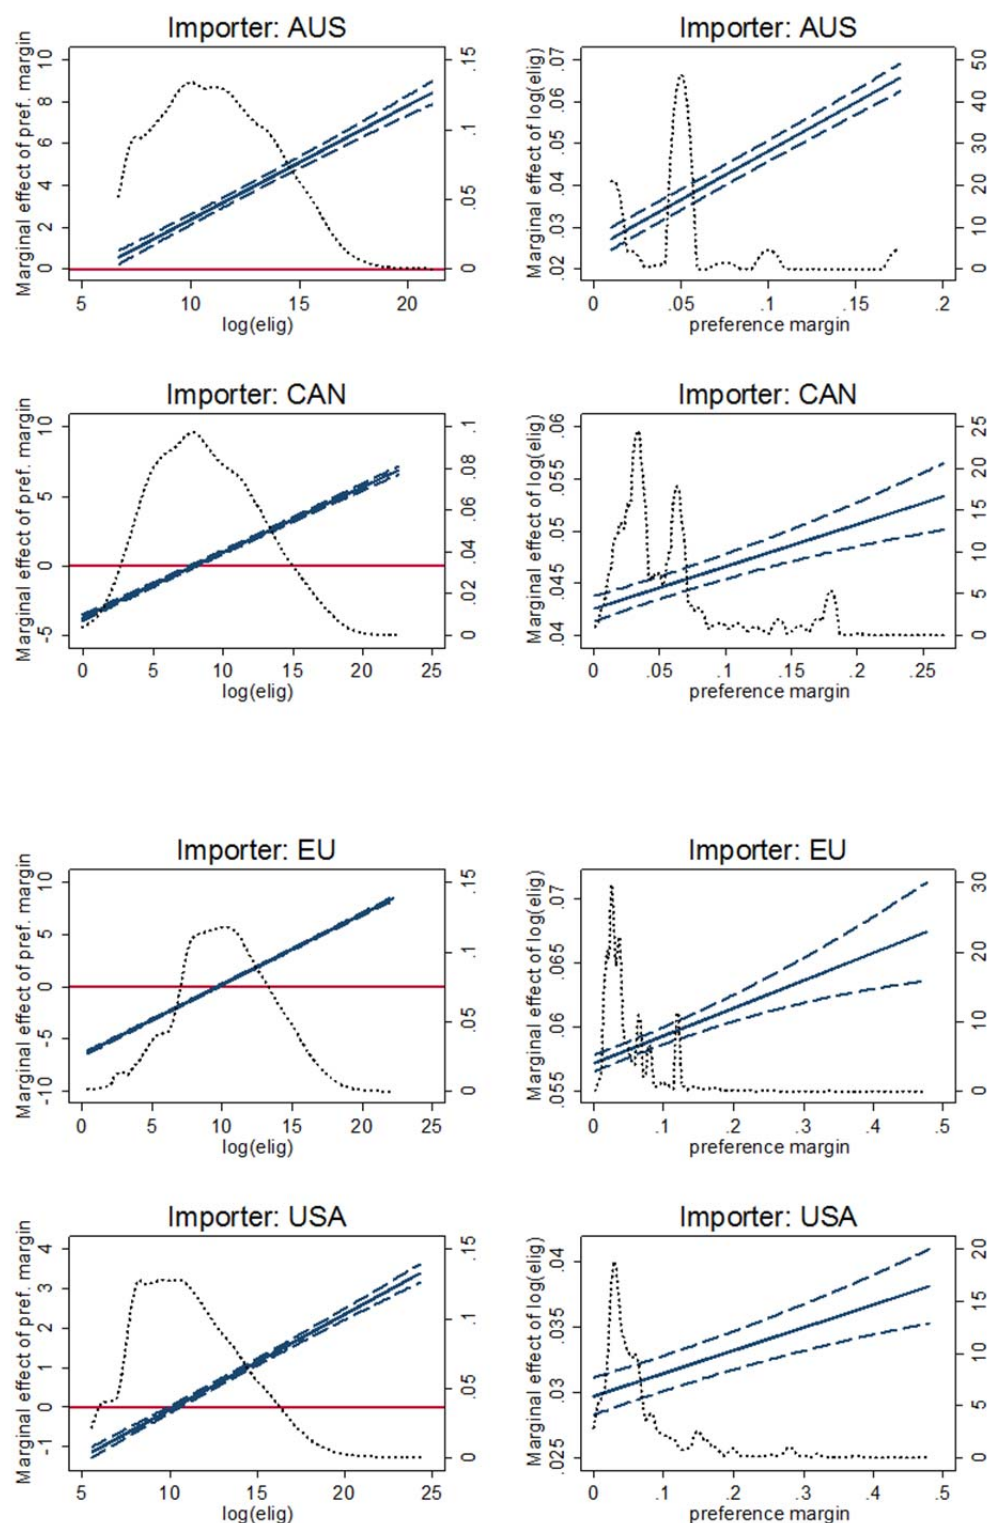 Importer: AUS
Marginal effect of pref. margin
10
8
6
4
2
0
.15
.1
.05
0
5 10 15 20
log(elig)
Importer: AUS
Marginal effect of log(elig)
.07
.06
.05
.04
.03
.02
50
40
30
20
10
0
0 .05 .1 .15 .2
preference margin
Importer: CAN
Marginal effect of pref. margin
10
5
0
-5
.1
.08
.06
.04
.02
0
0 5 10 15 20 25
log(elig)
Importer: CAN
Marginal effect of log(elig)
.06
.055
.05
.045
.04
25
20
15
10
5
0
0 .05 .1 .15 .2 .25
preference margin
Importer: EU
Marginal effect of pref. margin
10
5
0
-5
-10
.15
.1
.05
0
0 5 10 15 20 25
log(elig)
Importer: EU
Marginal effect of log(elig)
.07
.065
.06
.055
30
20
10
0
0 .1 .2 .3 .4 .5
preference margin
Importer: USA
Marginal effect of pref. margin
4
3
2
1
0
-1
.15
.1
.05
0
5 10 15 20 25
log(elig)
Importer: USA
Marginal effect of log(elig)
.04
.035
.03
.025
20
15
10
5
0
0 .1 .2 .3 .4 .5
preference margin